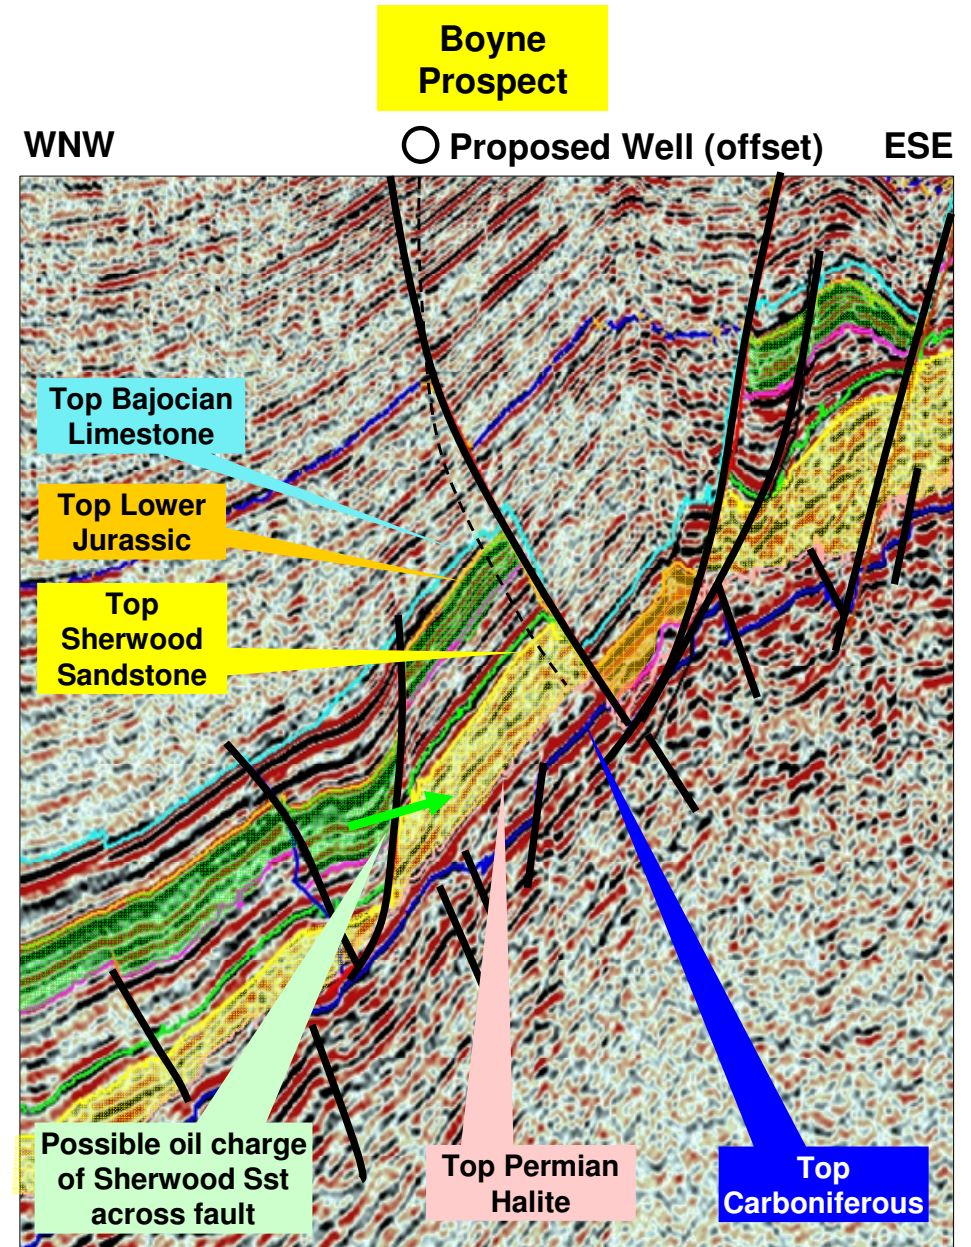 Boyne
Prospect
WNW
Proposed Well (offset)
ESE
Top Bajocian
Limestone
Top Lower
Jurassic
Top
Sherwood
Sandstone
Possible oil charge
of Sherwood Sst
across fault
Top Permian
Halite
Top
Carboniferous